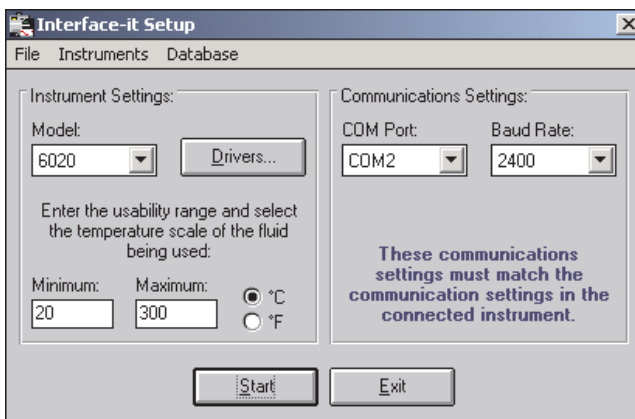 Interface-it Setup
File Instruments Database
Instrument Settings:
Model:
6020
Drivers...
Enter the usability range and select
the temperature scale of the fluid
being used:
Minimum: Maximum:
20 300 °C
°F
Communications Settings:
COM Port: Baud Rate:
COM2 2400
These communications
settings must match the
communication settings in the
connected instrument.
Start Exit